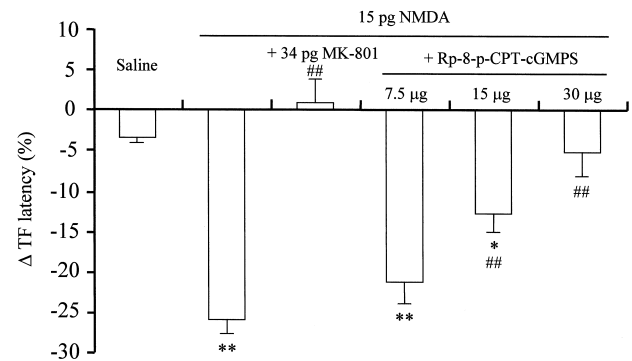 15 pg NMDA
+ 34 pg MK-801
+ Rp-8-p-CPT-cGMPS
Saline
##
7.5 µg
15 µg
30 µg
10
5
0
-5
-10
-15
-20
-25
-30
Δ TF latency (%)
**
**
*
##
##